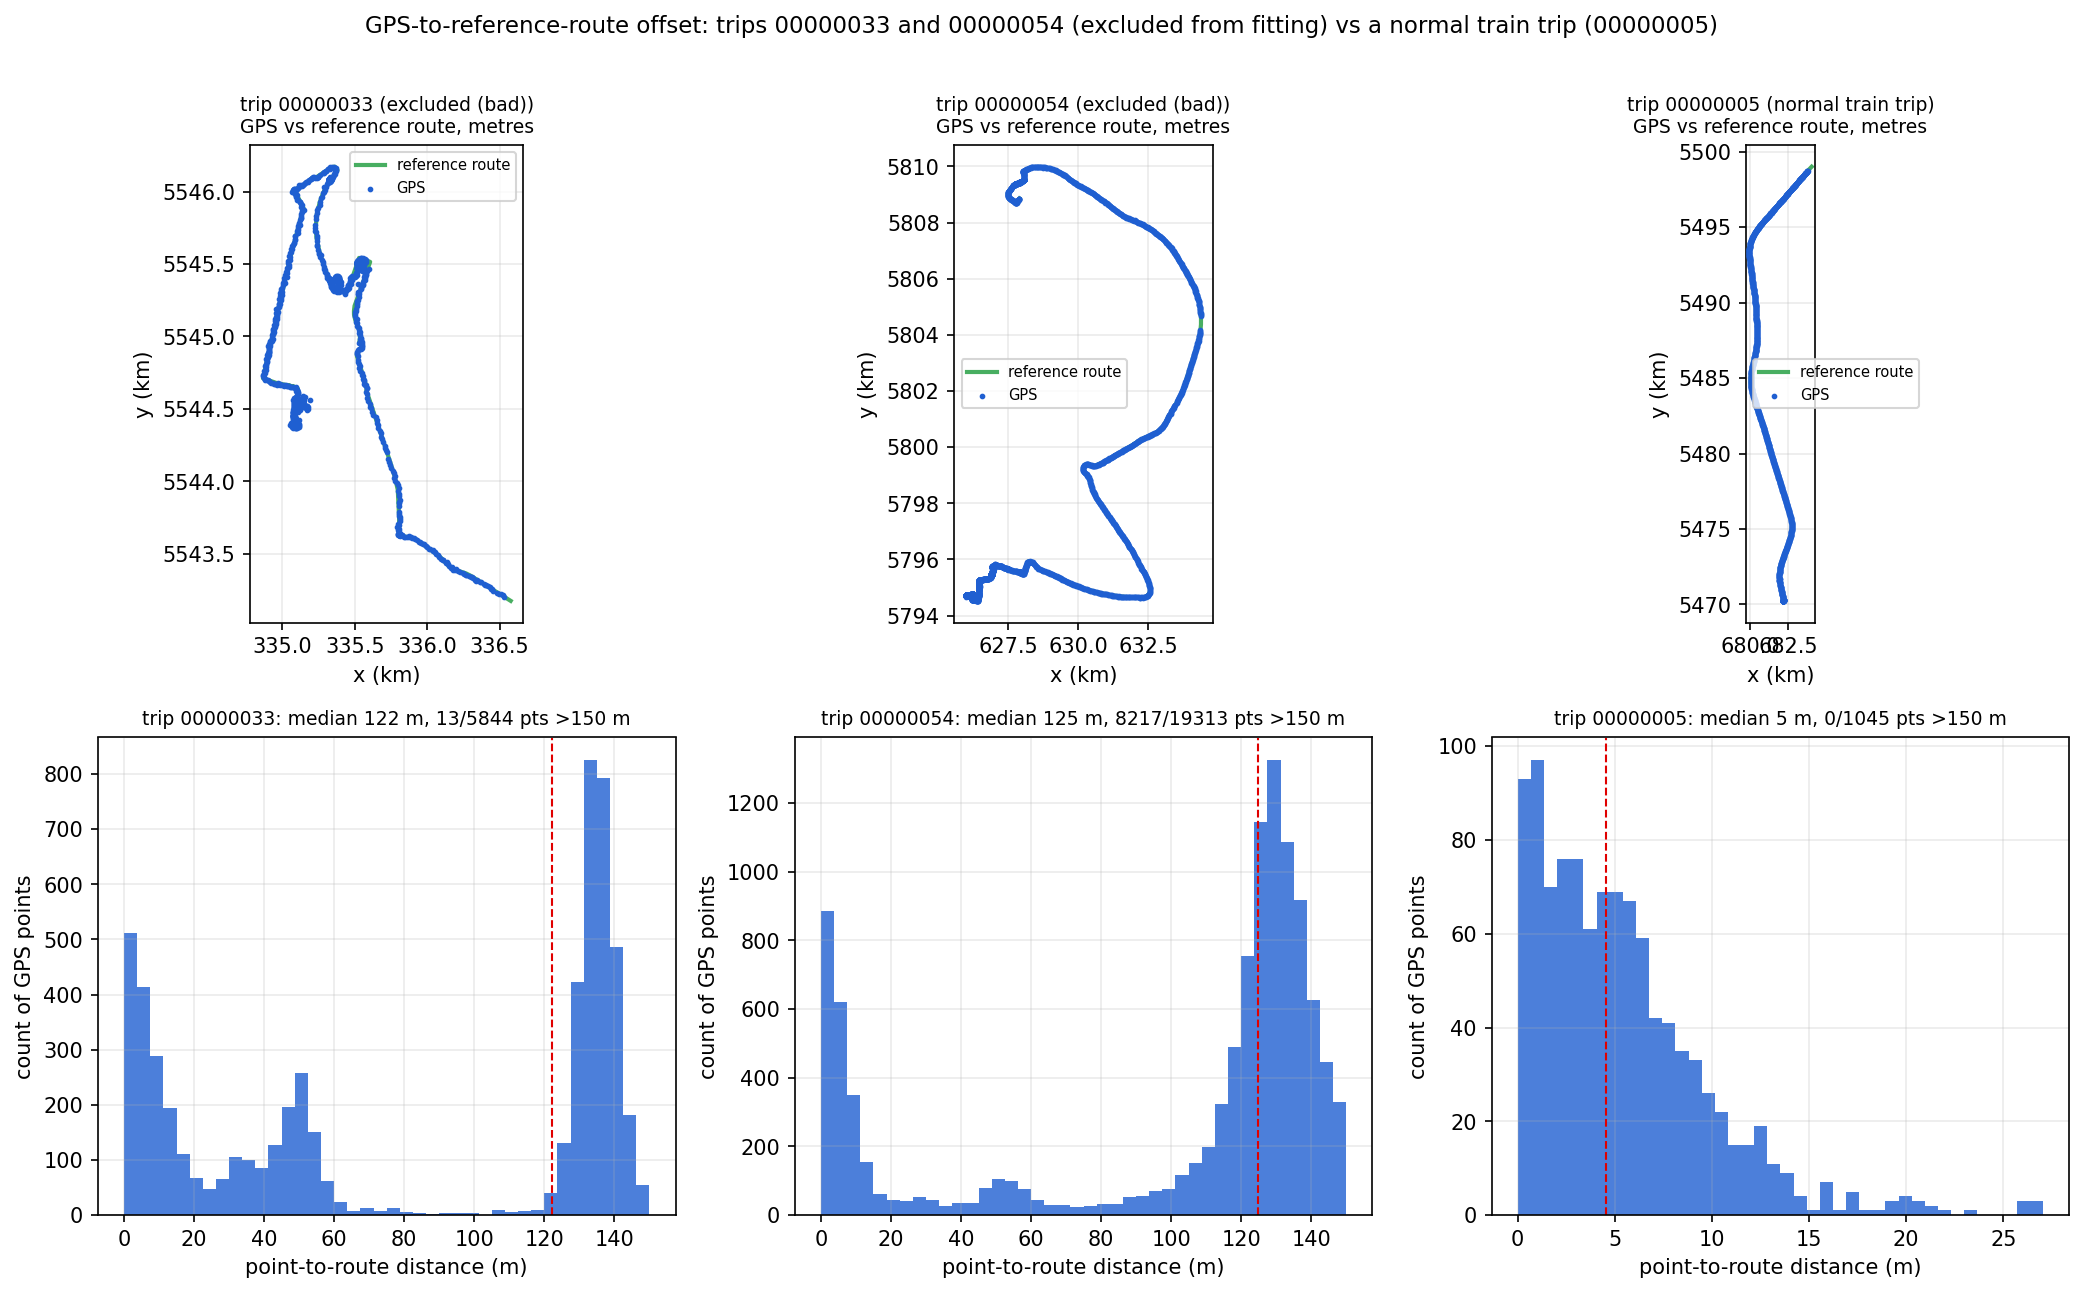 GPS-to-reference-route offset: trips 00000033 and 00000054 (excluded from fitting) vs a normal train trip (00000005)
trip 00000033 (excluded (bad))
GPS vs reference route, metres
reference route
GPS
5546.0
5545.5
5545.0
5544.5
5544.0
5543.5
y (km)
335.0 335.5 336.0 336.5
x (km)
trip 00000054 (excluded (bad))
GPS vs reference route, metres
reference route
GPS
5810
5808
5806
5804
5802
5800
5798
5796
5794
y (km)
627.5 630.0 632.5
x (km)
trip 00000005 (normal train trip)
GPS vs reference route, metres
reference route
GPS
5500
5495
5490
5485
5480
5475
5470
y (km)
680.0 682.5
x (km)
trip 00000033: median 122 m, 13/5844 pts >150 m
800
700
600
500
400
300
200
100
0
count of GPS points
0 20 40 60 80 100 120 140
point-to-route distance (m)
trip 00000054: median 125 m, 8217/19313 pts >150 m
1200
1000
800
600
400
200
0
count of GPS points
0 20 40 60 80 100 120 140
point-to-route distance (m)
trip 00000005: median 5 m, 0/1045 pts >150 m
100
80
60
40
20
0
count of GPS points
0 5 10 15 20 25
point-to-route distance (m)